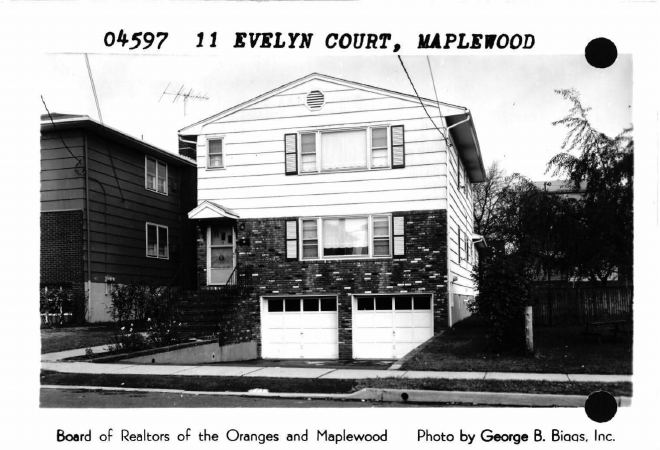 04597 11 EVELYN COURT, MAPLEWOOD
Board of Realtors of the Oranges and Maplewood Photo by George B. Biggs, Inc.